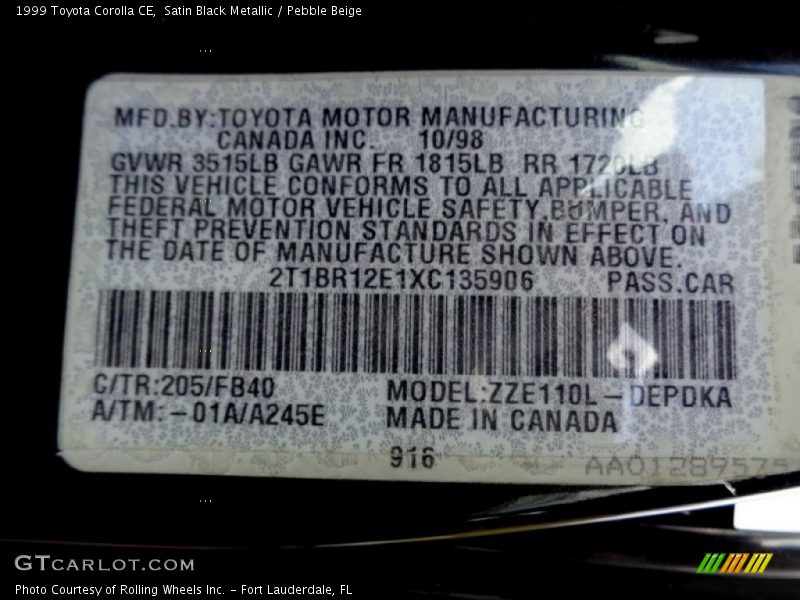 1999 Toyota Corolla CE, Satin Black Metallic / Pebble Beige
MFD.BY:TOYOTA MOTOR MANUFACTURING
CANADA INC. 10/98
GVWR 3515LB GAWR FR 1815LB RR 1720LB
THIS VEHICLE CONFORMS TO ALL APPLICABLE
FEDERAL MOTOR VEHICLE SAFETY,BUMPER, AND
THEFT PREVENTION STANDARDS IN EFFECT ON
THE DATE OF MANUFACTURE SHOWN ABOVE.
2T1BR12E1XC135906 PASS.CAR
C/TR:205/FB40 MODEL:ZZE110L-DEPDKA
A/TM:-01A/A245E MADE IN CANADA
916
AA01289575
GTCARLOT.COM
Photo Courtesy of Rolling Wheels Inc. - Fort Lauderdale, FL